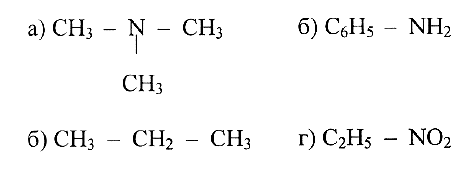 а) CH₃ – N – CH₃
б) C₆H₅ – NH₂
|
CH₃
б) CH₃ – CH₂ – CH₃
г) C₂H₅ – NO₂